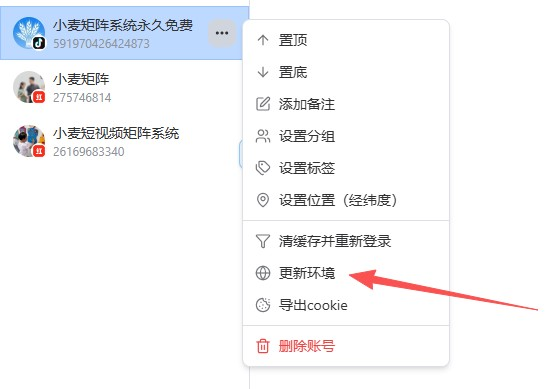 小麦矩阵系统永久免费
591970426424873
小麦矩阵
275746814
小麦短视频矩阵系统
26169683340
置顶
置底
添加备注
设置分组
设置标签
设置位置（经纬度）
清缓存并重新登录
更新环境
导出cookie
删除账号